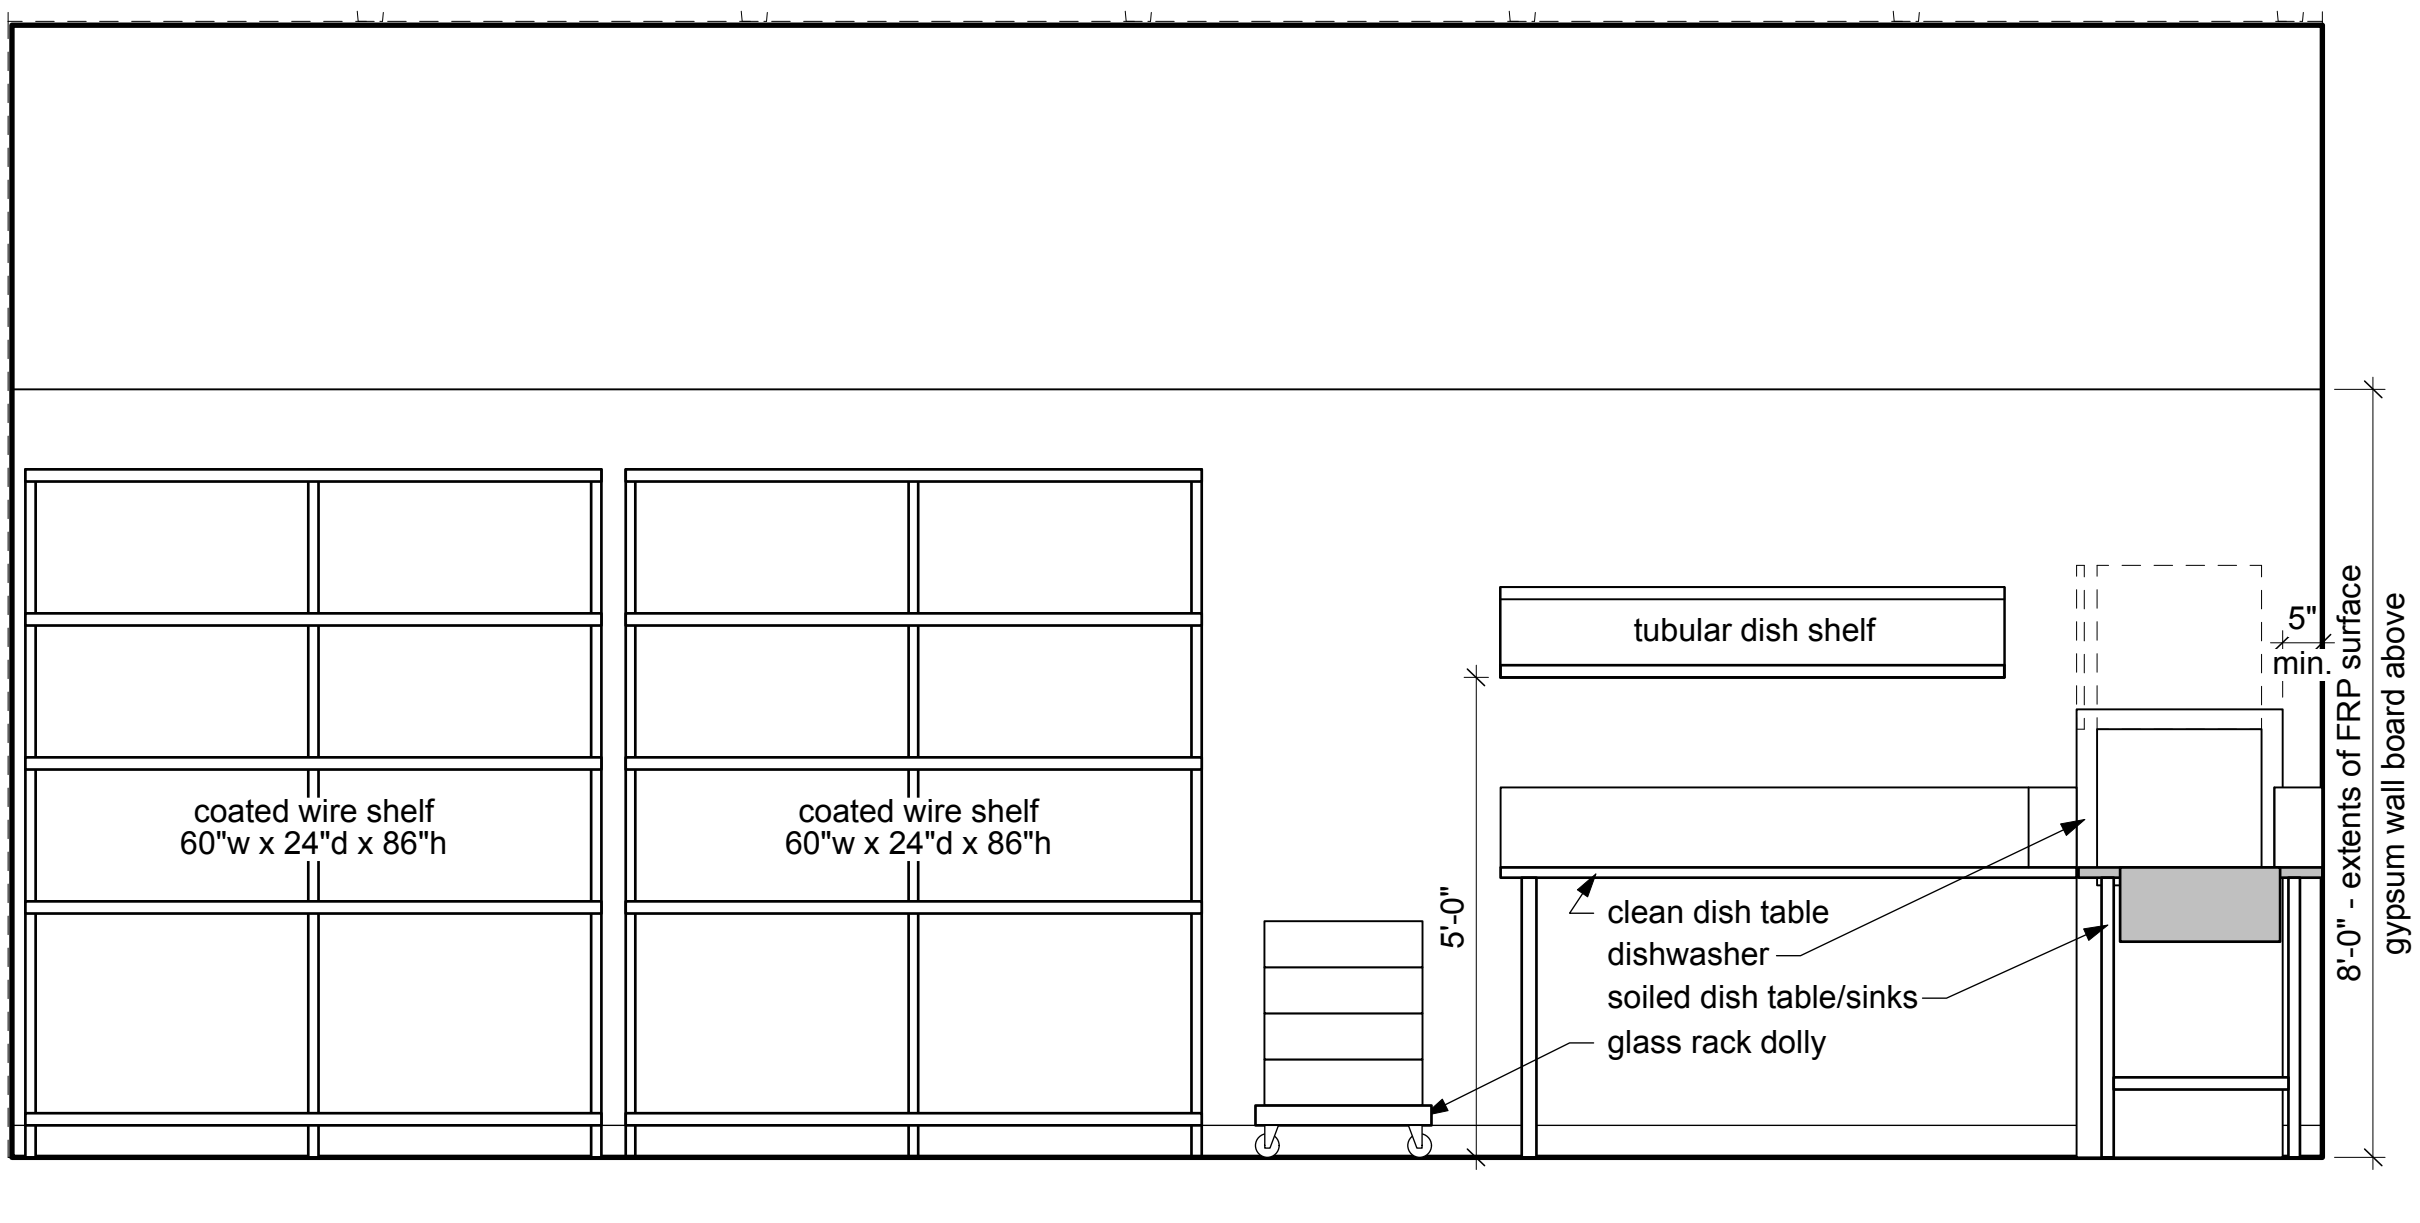 coated wire shelf
60"w x 24"d x 86"h
coated wire shelf
60"w x 24"d x 86"h
tubular dish shelf
5'-0"
clean dish table
dishwasher
soiled dish table/sinks
glass rack dolly
5"
min.
8'-0" - extents of FRP surface
gypsum wall board above